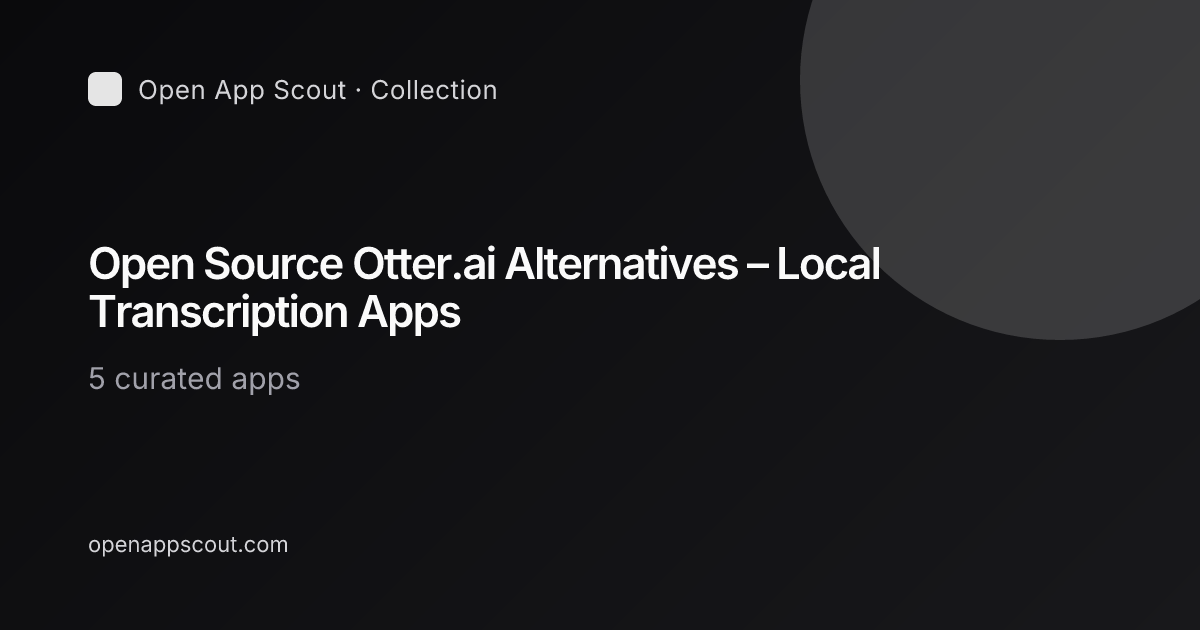 Open App Scout · Collection
Open Source Otter.ai Alternatives – Local
Transcription Apps
5 curated apps
openappscout.com